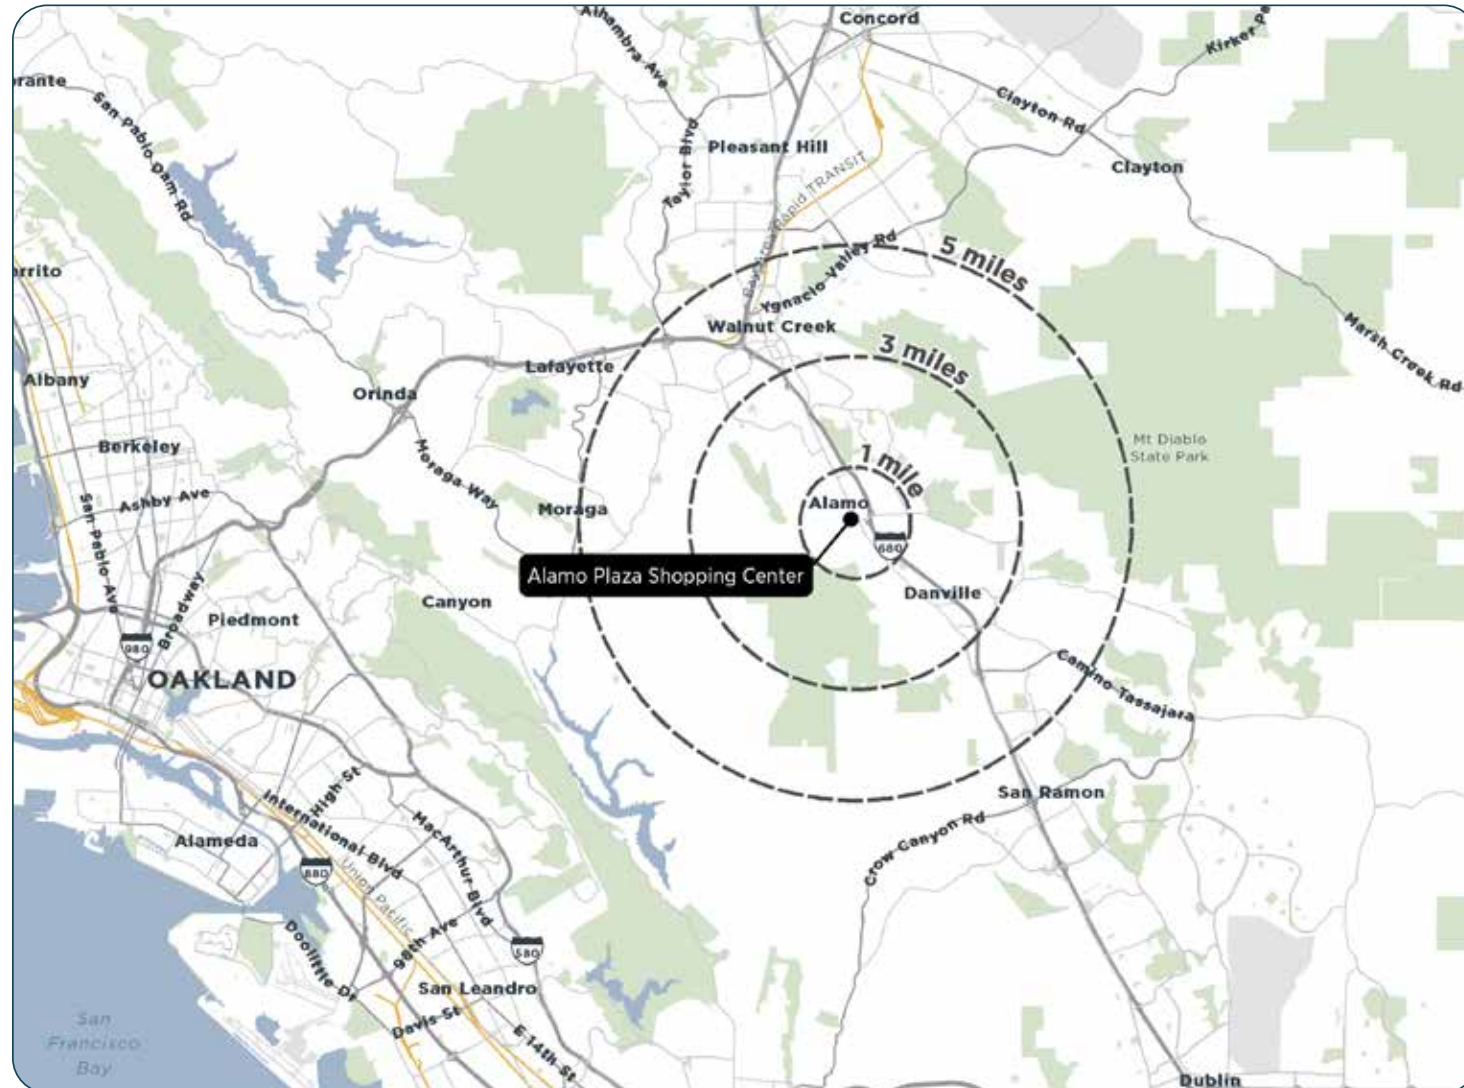 Concord
Alhambra Ave
Kirker Pa
rante
San Pablo Dam Rd
Clayton Rd
Taylor Blvd
Pleasant Hill
Clayton
rapid TRANSIT
rrito
Ygnacio Valley Rd
5 miles
Walnut Creek
Marsh Creek Rd
3 miles
Lafayette
Albany
Orinda
Berkeley
Mt Diablo
State Park
Moraga Way
1 mile
Ashby Ave
San Pablo Ave
Moraga
Alamo
680
Alamo Plaza Shopping Center
Danville
Canyon
Broadway
Piedmont
980
OAKLAND
Camino Tassajara
San Ramon
High St
International Blvd
MacArthur Blvd
Crow Canyon Rd
Alameda
880
Union Pacific
98th Ave
580
Doolittle Dr
San Leandro
Davis St
E 14th St
San
Francisco
Bay
Dublin